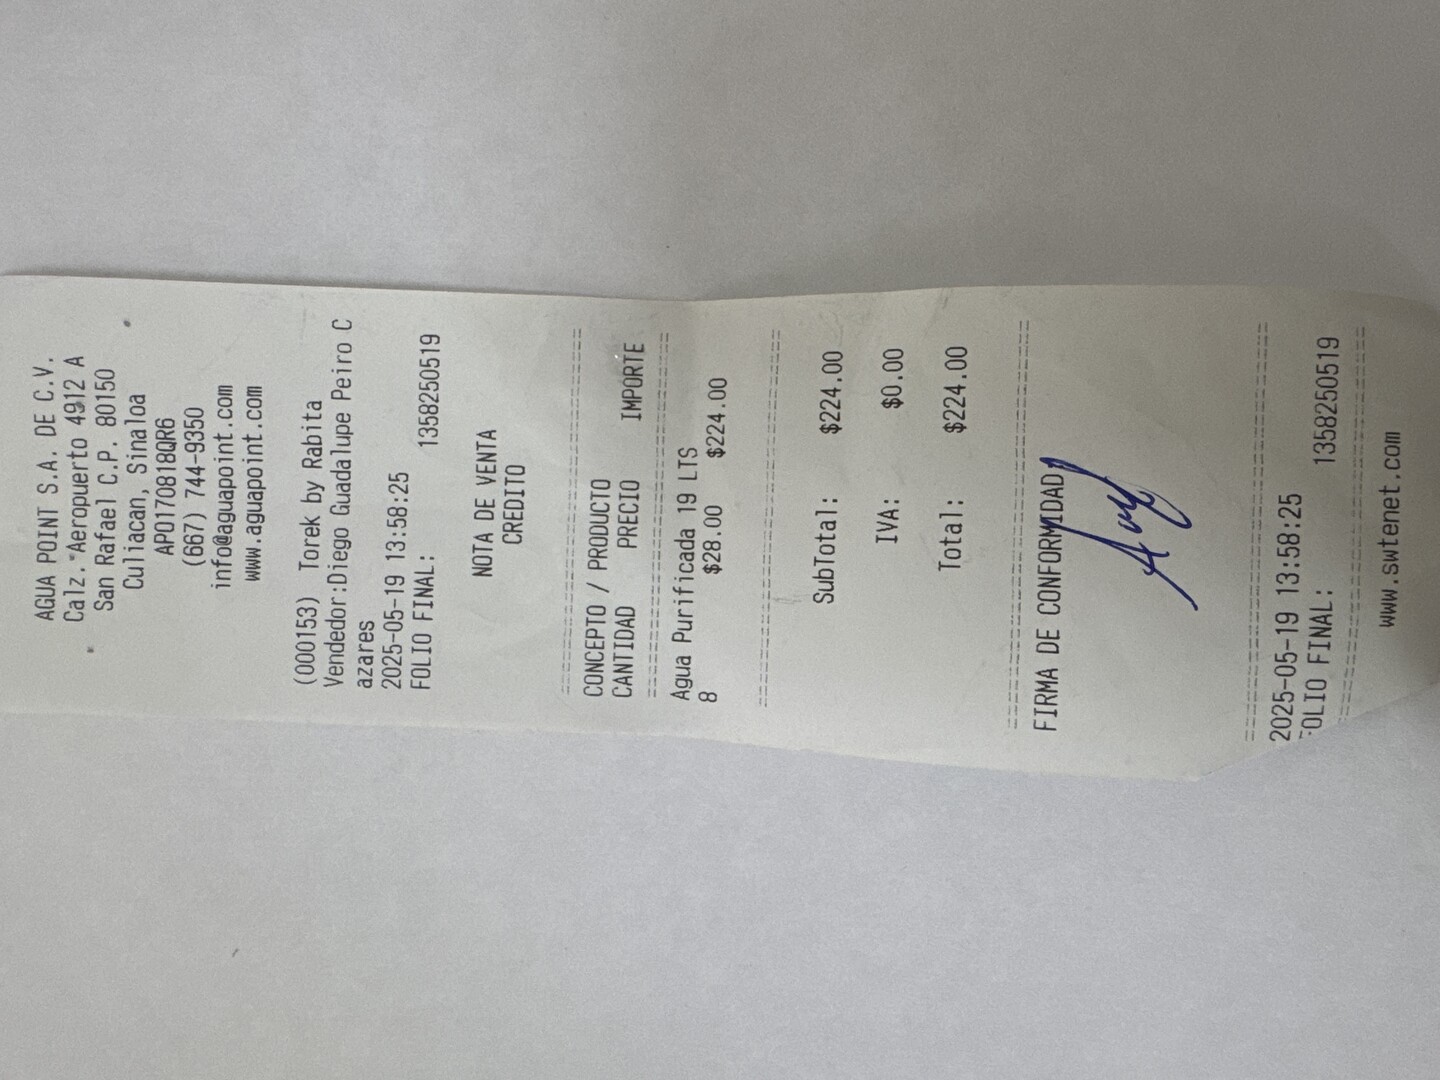 AGUA POINT S.A. DE C.V.
Calz. Aeropuerto 4912 A
San Rafael C.P. 80150
Culiacan, Sinaloa
APO170818QR6
(667) 744-9350
info@aguapoint.com
www.aguapoint.com
(000153) Torek by Rabita
Vendedor:Diego Guadalupe Peiro C
azares
2025-05-19 13:58:25
FOLIO FINAL: 1358250519
NOTA DE VENTA
CREDITO
CONCEPTO / PRODUCTO
CANTIDAD PRECIO IMPORTE
Agua Purificada 19 LTS
8 $28.00 $224.00
SubTotal: $224.00
IVA: $0.00
Total: $224.00
FIRMA DE CONFORMIDAD
2025-05-19 13:58:25
FOLIO FINAL: 1358250519
www.swtenet.com